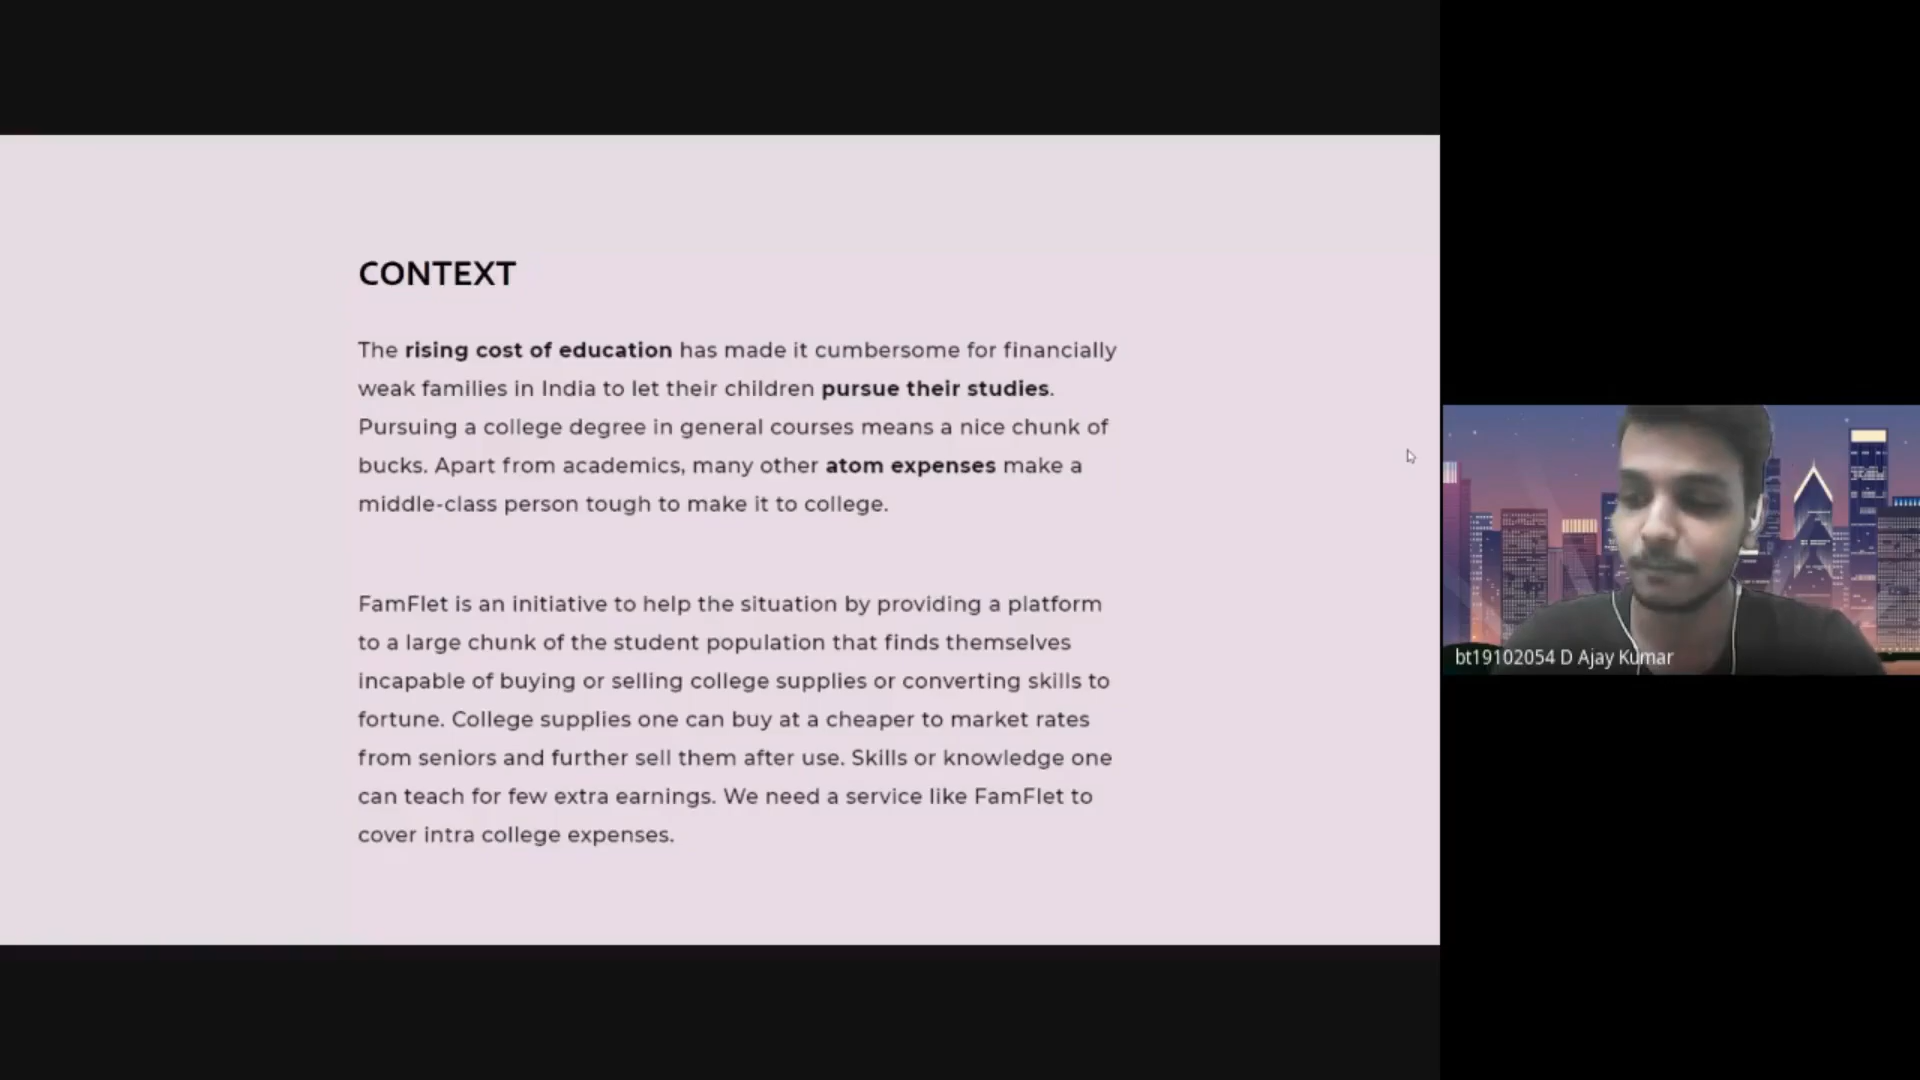 CONTEXT
The rising cost of education has made it cumbersome for financially
weak families in India to let their children pursue their studies.
Pursuing a college degree in general courses means a nice chunk of
bucks. Apart from academics, many other atom expenses make a
middle-class person tough to make it to college.
FamFlet is an initiative to help the situation by providing a platform
to a large chunk of the student population that finds themselves
incapable of buying or selling college supplies or converting skills to
fortune. College supplies one can buy at a cheaper to market rates
from seniors and further sell them after use. Skills or knowledge one
can teach for few extra earnings. We need a service like FamFlet to
cover intra college expenses.
bt19102054 D Ajay Kumar